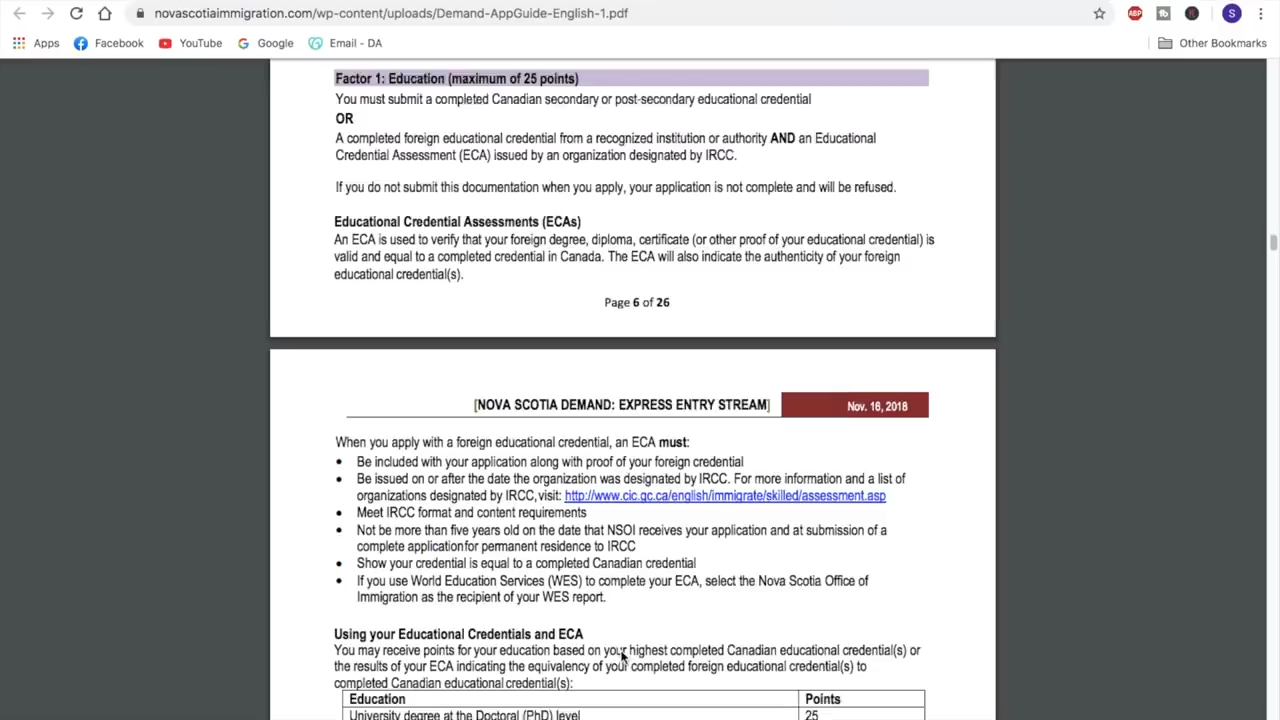 novascotiaimmigration.com/wp-content/uploads/Demand-AppGuide-English-1.pdf
ABP
S
Apps
Facebook
YouTube
Google
Email - DA
Other Bookmarks
Factor 1: Education (maximum of 25 points)
You must submit a completed Canadian secondary or post-secondary educational credential
OR
A completed foreign educational credential from a recognized institution or authority AND an Educational
Credential Assessment (ECA) issued by an organization designated by IRCC.
If you do not submit this documentation when you apply, your application is not complete and will be refused.
Educational Credential Assessments (ECAs)
An ECA is used to verify that your foreign degree, diploma, certificate (or other proof of your educational credential) is
valid and equal to a completed credential in Canada. The ECA will also indicate the authenticity of your foreign
educational credential(s).
Page 6 of 26
[NOVA SCOTIA DEMAND: EXPRESS ENTRY STREAM]
Nov. 16, 2018
When you apply with a foreign educational credential, an ECA must:
• Be included with your application along with proof of your foreign credential
• Be issued on or after the date the organization was designated by IRCC. For more information and a list of
organizations designated by IRCC, visit: http://www.cic.gc.ca/english/immigrate/skilled/assessment.asp
• Meet IRCC format and content requirements
• Not be more than five years old on the date that NSOI receives your application and at submission of a
complete application for permanent residence to IRCC
• Show your credential is equal to a completed Canadian credential
• If you use World Education Services (WES) to complete your ECA, select the Nova Scotia Office of
Immigration as the recipient of your WES report.
Using your Educational Credentials and ECA
You may receive points for your education based on your highest completed Canadian educational credential(s) or
the results of your ECA indicating the equivalency of your completed foreign educational credential(s) to
completed Canadian educational credential(s):
Education Points
University degree at the Doctoral (PhD) level 25